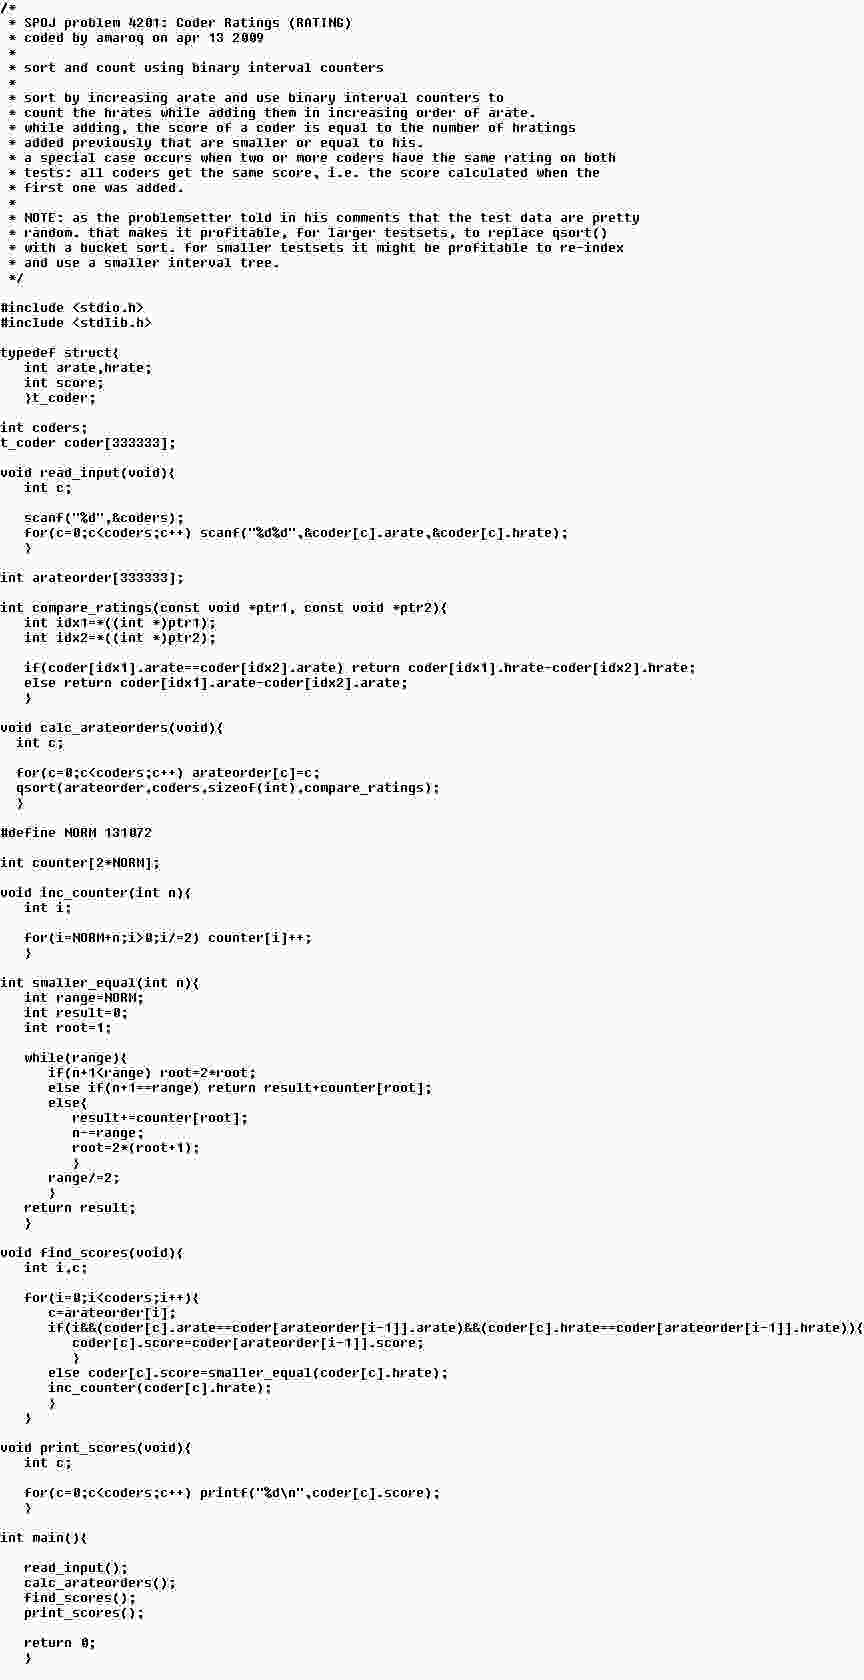 /*
 * SPOJ problem 4201: Coder Ratings (RATING)
 * coded by amaroq on apr 13 2009
 *
 * sort and count using binary interval counters
 *
 * sort by increasing arate and use binary interval counters to
 * count the hrates while adding them in increasing order of arate.
 * while adding, the score of a coder is equal to the number of hratings
 * added previously that are smaller or equal to his.
 * a special case occurs when two or more coders have the same rating on both
 * tests: all coders get the same score, i.e. the score calculated when the
 * first one was added.
 *
 * NOTE: as the problemsetter told in his comments that the test data are pretty
 * random. that makes it profitable, for larger testsets, to replace qsort()
 * with a bucket sort. for smaller testsets it might be profitable to re-index
 * and use a smaller interval tree.
 */

#include <stdio.h>
#include <stdlib.h>

typedef struct{
   int arate,hrate;
   int score;
   }t_coder;

int coders;
t_coder coder[333333];

void read_input(void){
   int c;

   scanf("%d",&coders);
   for(c=0;c<coders;c++) scanf("%d%d",&coder[c].arate,&coder[c].hrate);
   }

int arateorder[333333];

int compare_ratings(const void *ptr1, const void *ptr2){
   int idx1=*((int *)ptr1);
   int idx2=*((int *)ptr2);

   if(coder[idx1].arate==coder[idx2].arate) return coder[idx1].hrate-coder[idx2].hrate;
   else return coder[idx1].arate-coder[idx2].arate;
   }

void calc_arateorders(void){
  int c;

  for(c=0;c<coders;c++) arateorder[c]=c;
  qsort(arateorder,coders,sizeof(int),compare_ratings);
  }

#define NORM 131072

int counter[2*NORM];

void inc_counter(int n){
   int i;

   for(i=NORM+n;i>0;i/=2) counter[i]++;
   }

int smaller_equal(int n){
   int range=NORM;
   int result=0;
   int root=1;

   while(range){
      if(n+1<range) root=2*root;
      else if(n+1==range) return result+counter[root];
      else{
         result+=counter[root];
         n-=range;
         root=2*(root+1);
         }
      range/=2;
      }
   return result;
   }

void find_scores(void){
   int i,c;

   for(i=0;i<coders;i++){
      c=arateorder[i];
      if(i&&(coder[c].arate==coder[arateorder[i-1]].arate)&&(coder[c].hrate==coder[arateorder[i-1]].hrate)){
         coder[c].score=coder[arateorder[i-1]].score;
         }
      else coder[c].score=smaller_equal(coder[c].hrate);
      inc_counter(coder[c].hrate);
      }
   }

void print_scores(void){
   int c;

   for(c=0;c<coders;c++) printf("%d\n",coder[c].score);
   }

int main(){

   read_input();
   calc_arateorders();
   find_scores();
   print_scores();

   return 0;
   }